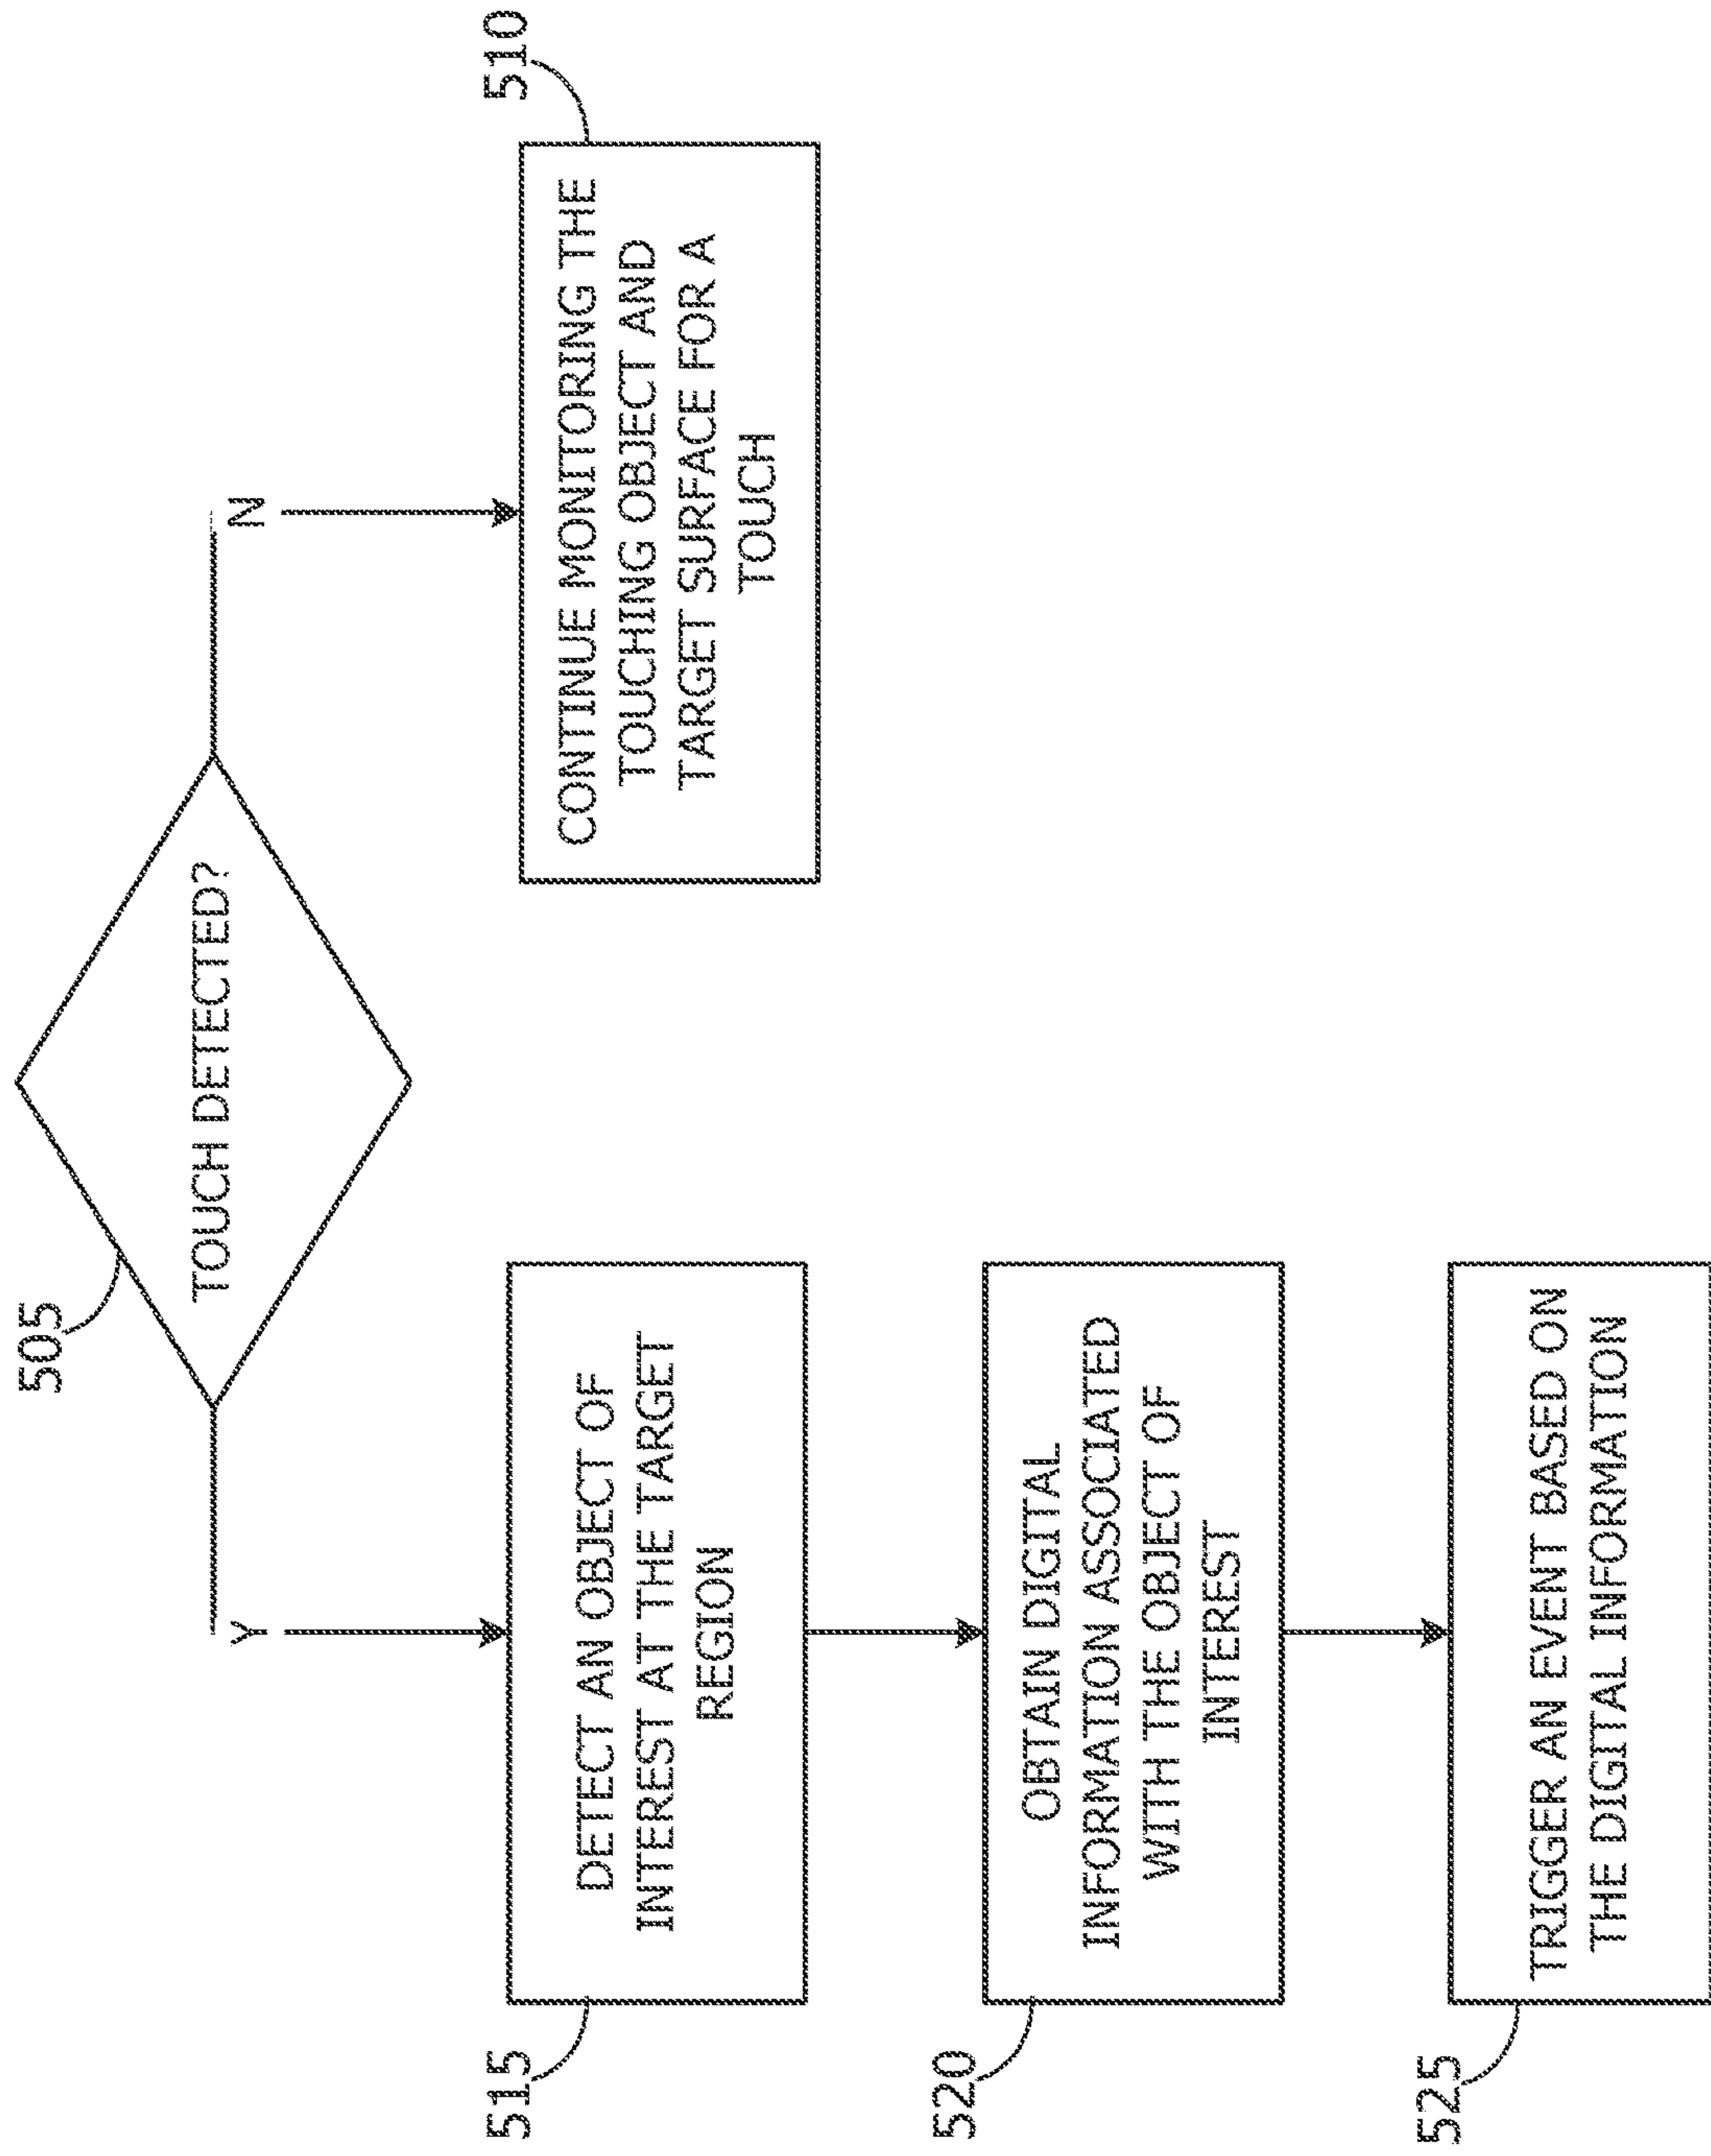 505
TOUCH DETECTED?
Y
N
515
DETECT AN OBJECT OF
INTEREST AT THE TARGET
REGION
510
CONTINUE MONITORING THE
TOUCHING OBJECT AND
TARGET SURFACE FOR A
TOUCH
520
OBTAIN DIGITAL
INFORMATION ASSOCIATED
WITH THE OBJECT OF
INTEREST
525
TRIGGER AN EVENT BASED ON
THE DIGITAL INFORMATION